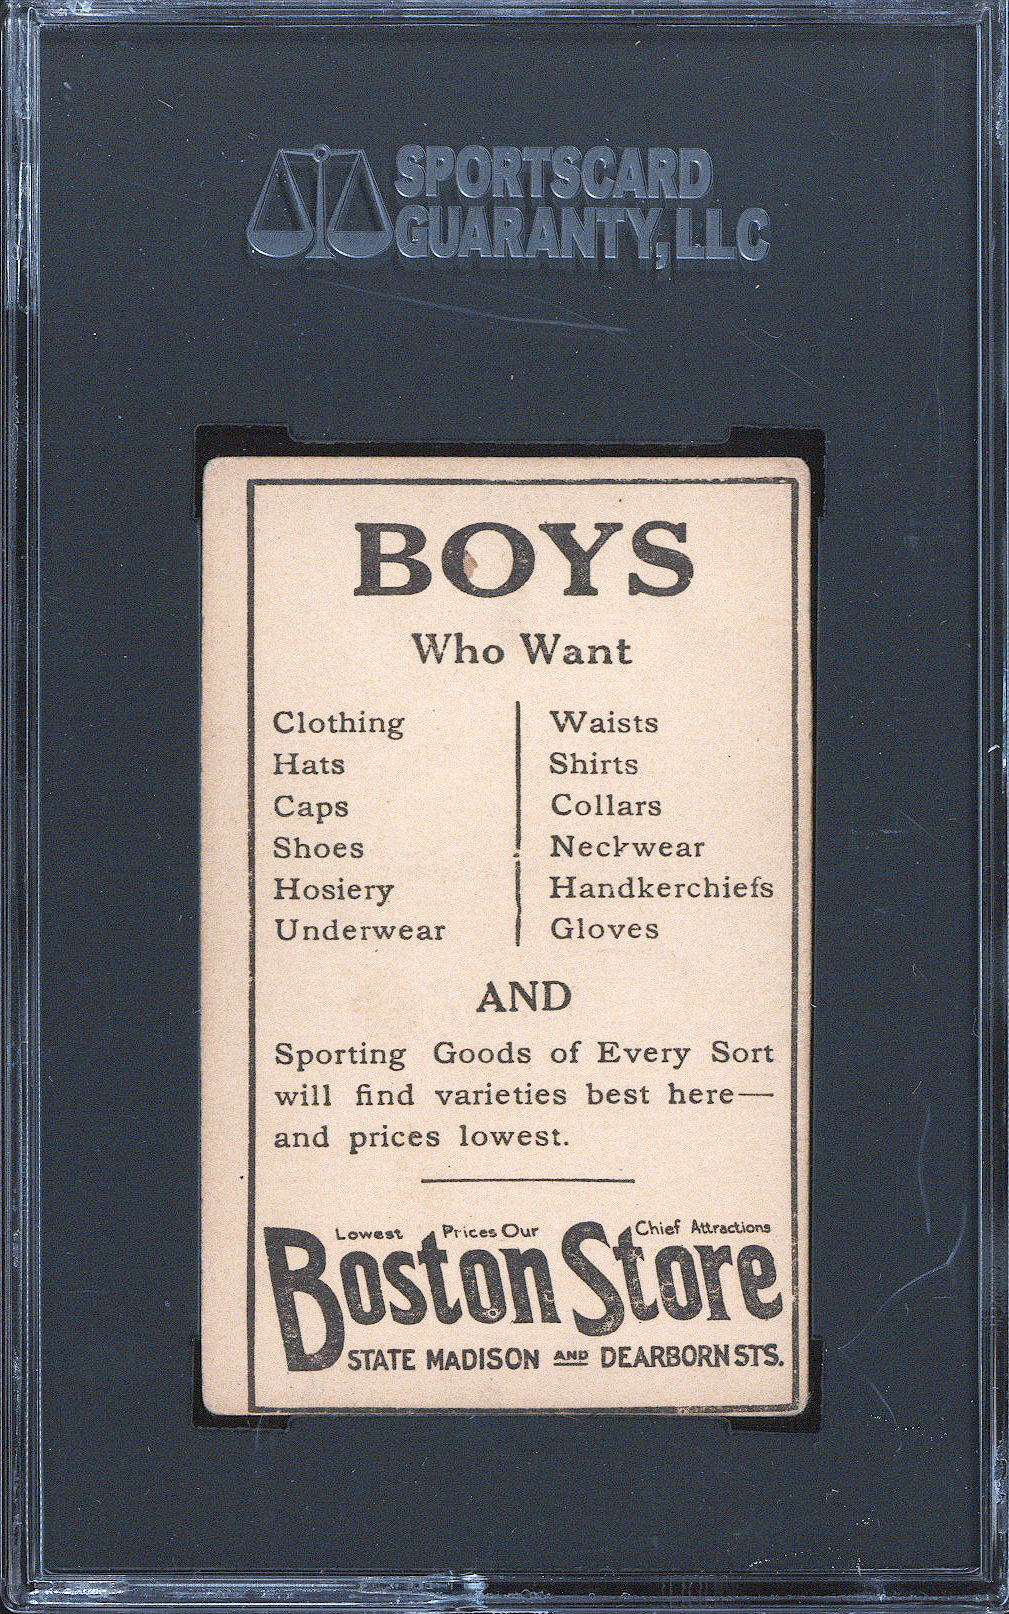 SPORTSCARD
GUARANTY, LLC
BOYS
Who Want
Clothing
Hats
Caps
Shoes
Hosiery
Underwear
Waists
Shirts
Collars
Neckwear
Handkerchiefs
Gloves
AND
Sporting Goods of Every Sort
will find varieties best here—
and prices lowest.
Lowest Prices Our Chief Attractions
Boston Store
STATE MADISON AND DEARBORN STS.